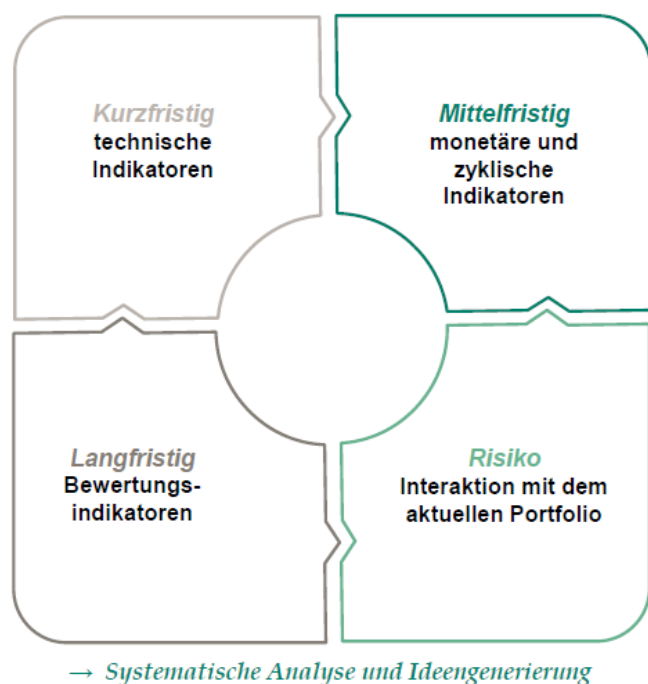 Kurzfristig
technische
Indikatoren
Mittelfristig
monetäre und
zyklische
Indikatoren
Langfristig
Bewertungs-
indikatoren
Risiko
Interaktion mit dem
aktuellen Portfolio
→ Systematische Analyse und Ideengenerierung